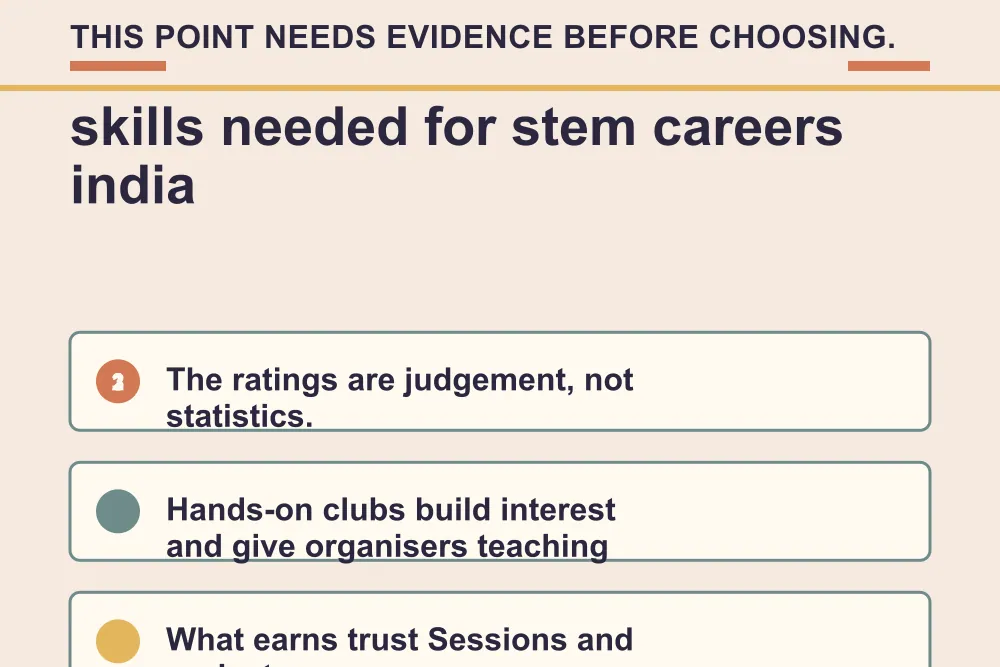 THIS POINT NEEDS EVIDENCE BEFORE CHOOSING.
skills needed for stem careers
india
The ratings are judgement, not
statistics.
Hands-on clubs build interest
and give organisers teaching
What earns trust Sessions and